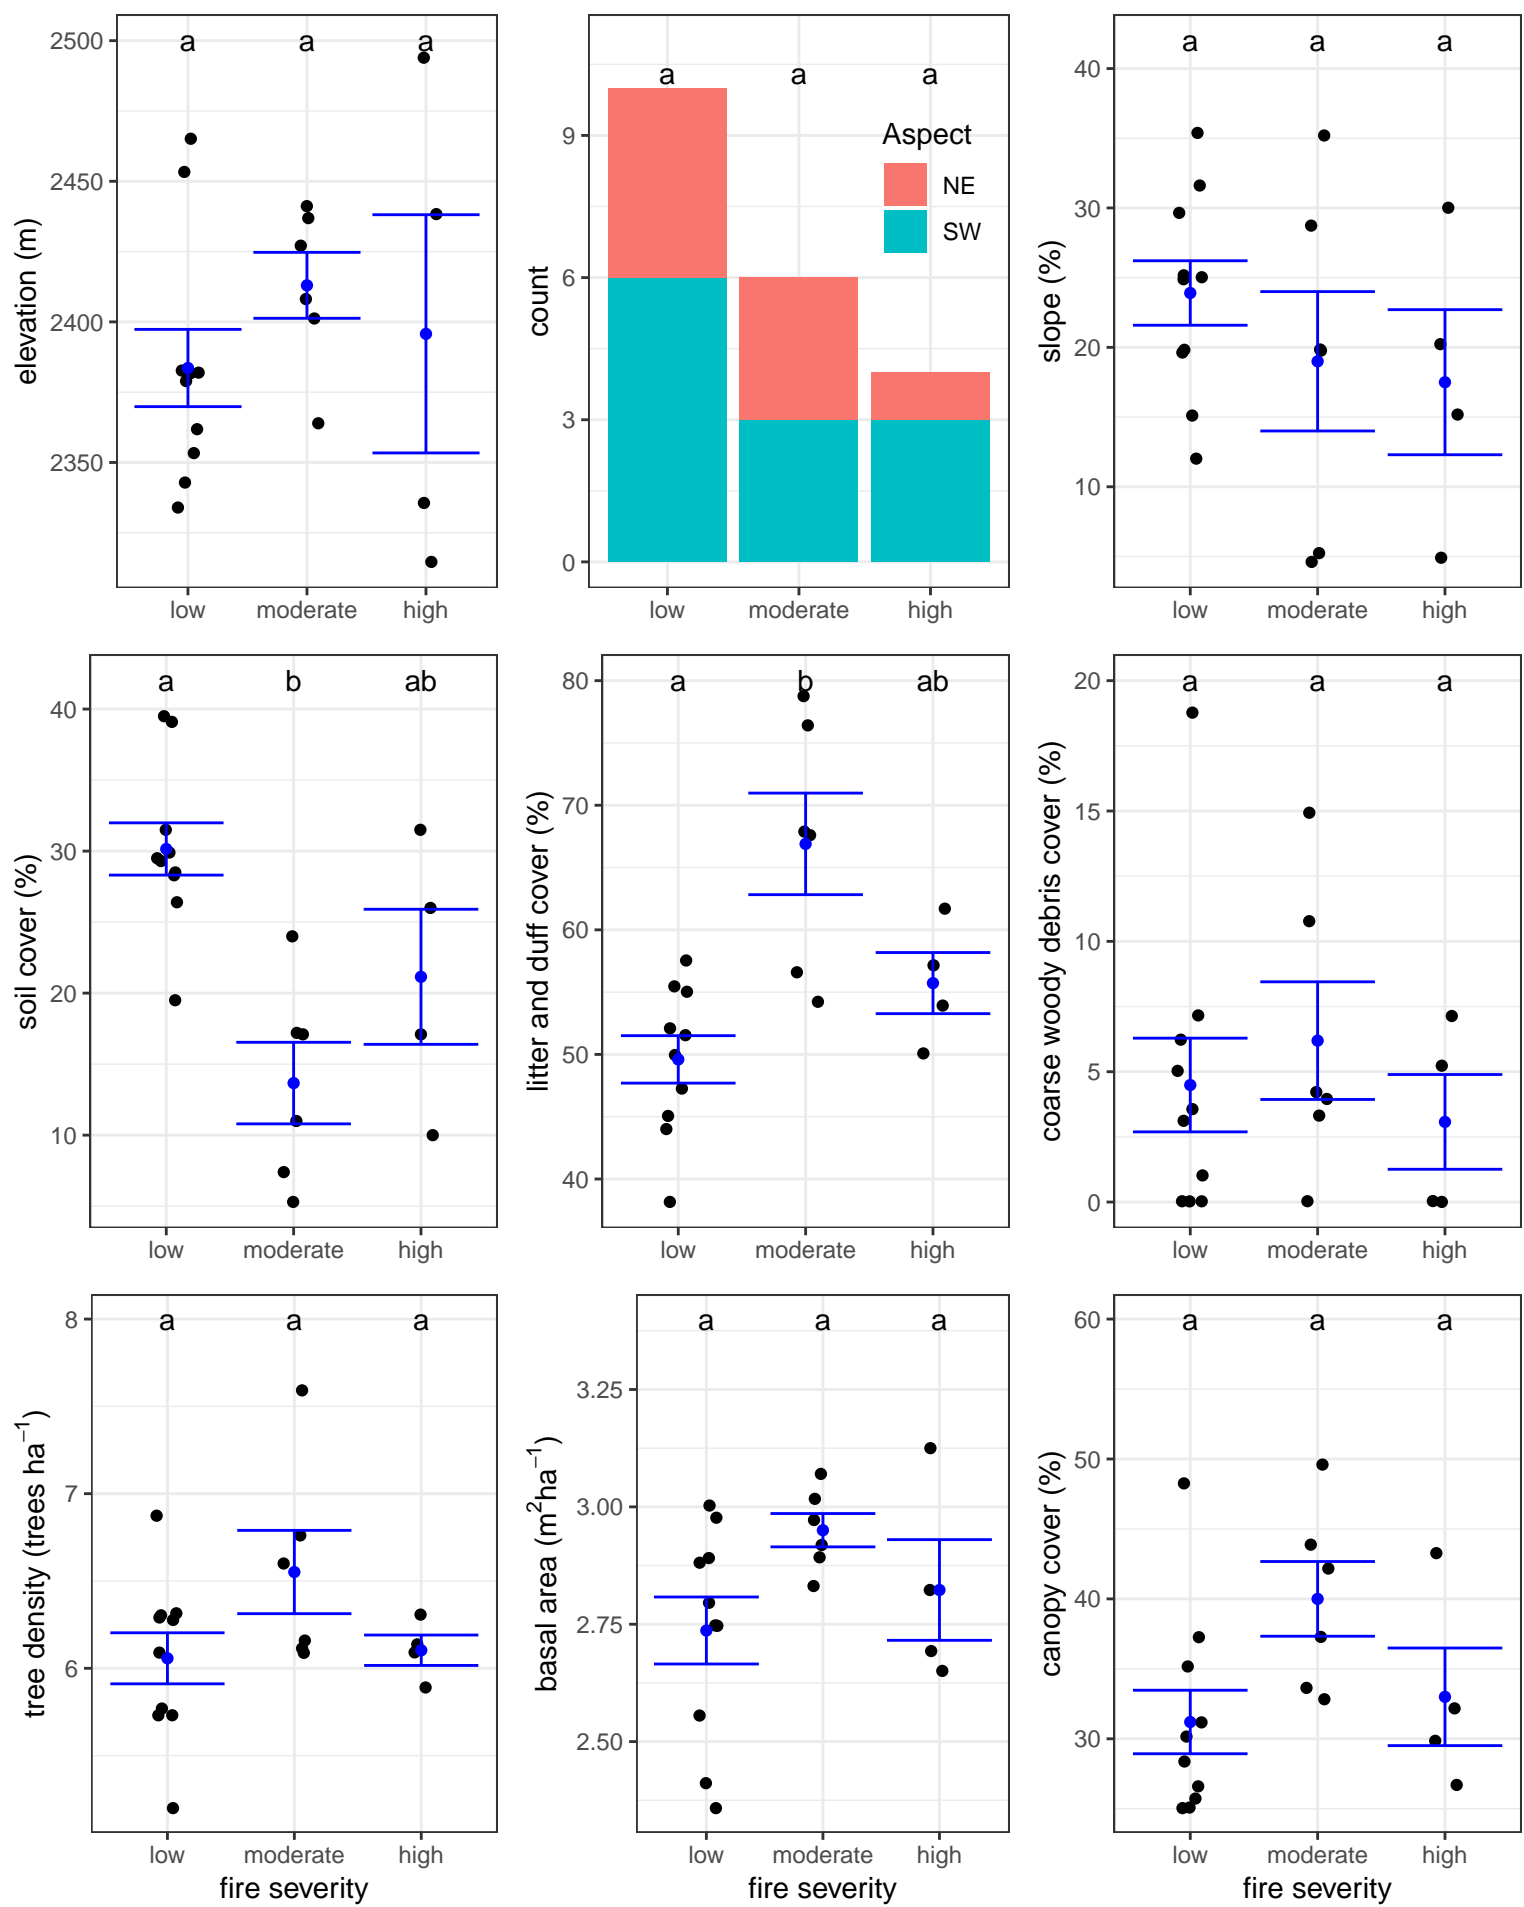 elevation (m)
2500
2450
2400
2350
a a a
low moderate high
count
9
6
3
0
a a a
Aspect
NE
SW
low moderate high
slope (%)
40
30
20
10
a a a
low moderate high
soil cover (%)
40
30
20
10
a b ab
low moderate high
litter and duff cover (%)
80
70
60
50
40
a b ab
low moderate high
coarse woody debris cover (%)
20
15
10
5
0
a a a
low moderate high
tree density (trees ha⁻¹)
8
7
6
a a a
low moderate high
fire severity
basal area (m²ha⁻¹)
3.25
3.00
2.75
2.50
a a a
low moderate high
fire severity
canopy cover (%)
60
50
40
30
a a a
low moderate high
fire severity